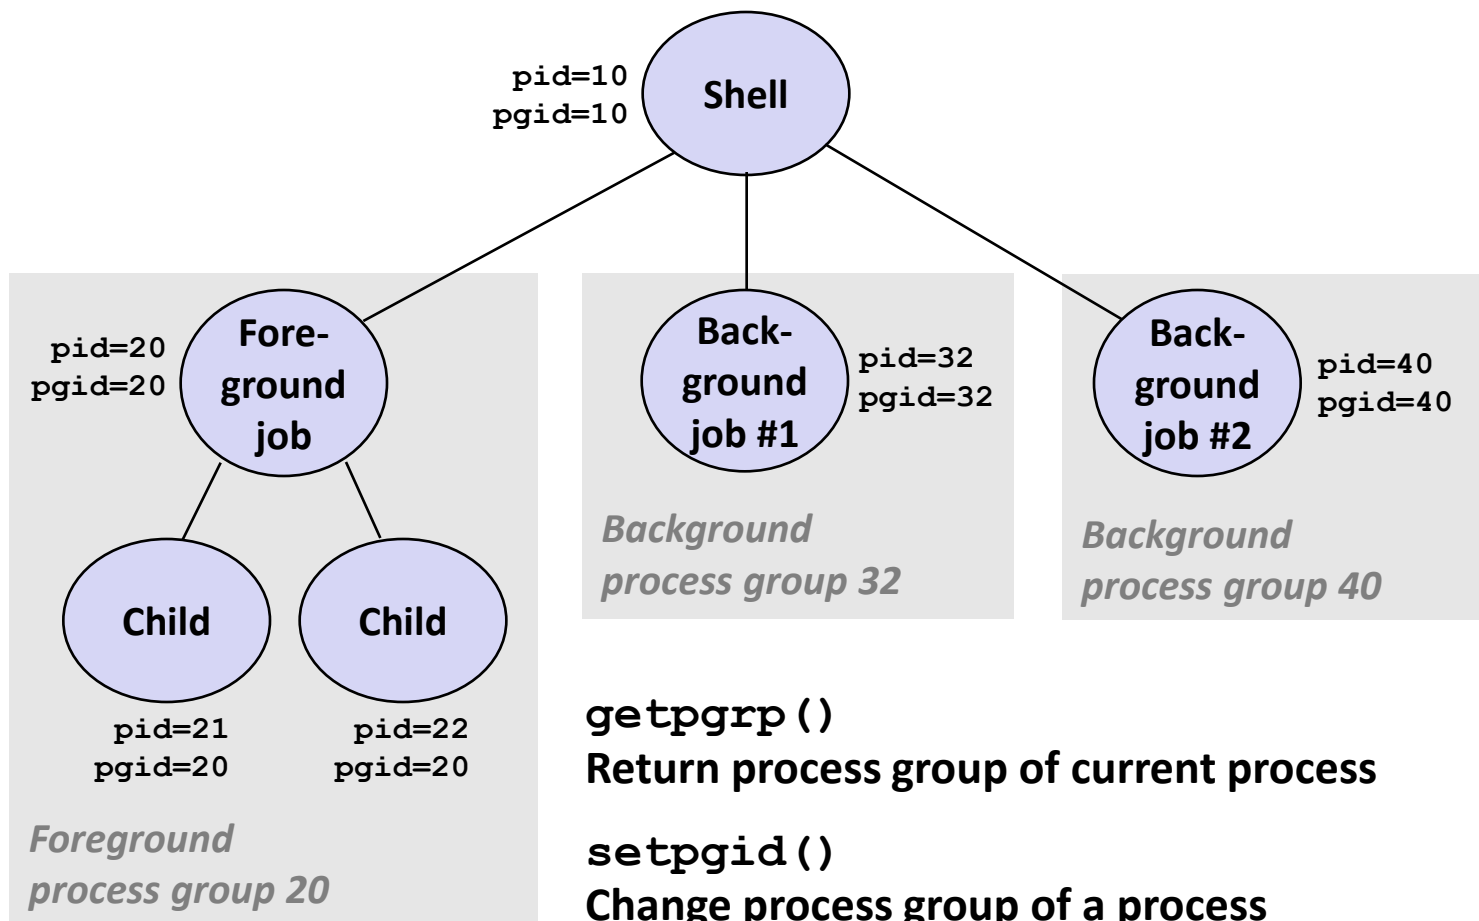 pid=10
pgid=10
Shell
pid=20
pgid=20
Fore-
ground
job
Back-
ground
job #1
pid=32
pgid=32
Back-
ground
job #2
pid=40
pgid=40
Background
process group 32
Background
process group 40
Child
Child
pid=21
pgid=20
pid=22
pgid=20
Foreground
process group 20
getpgrp()
Return process group of current process
setpgid()
Change process group of a process